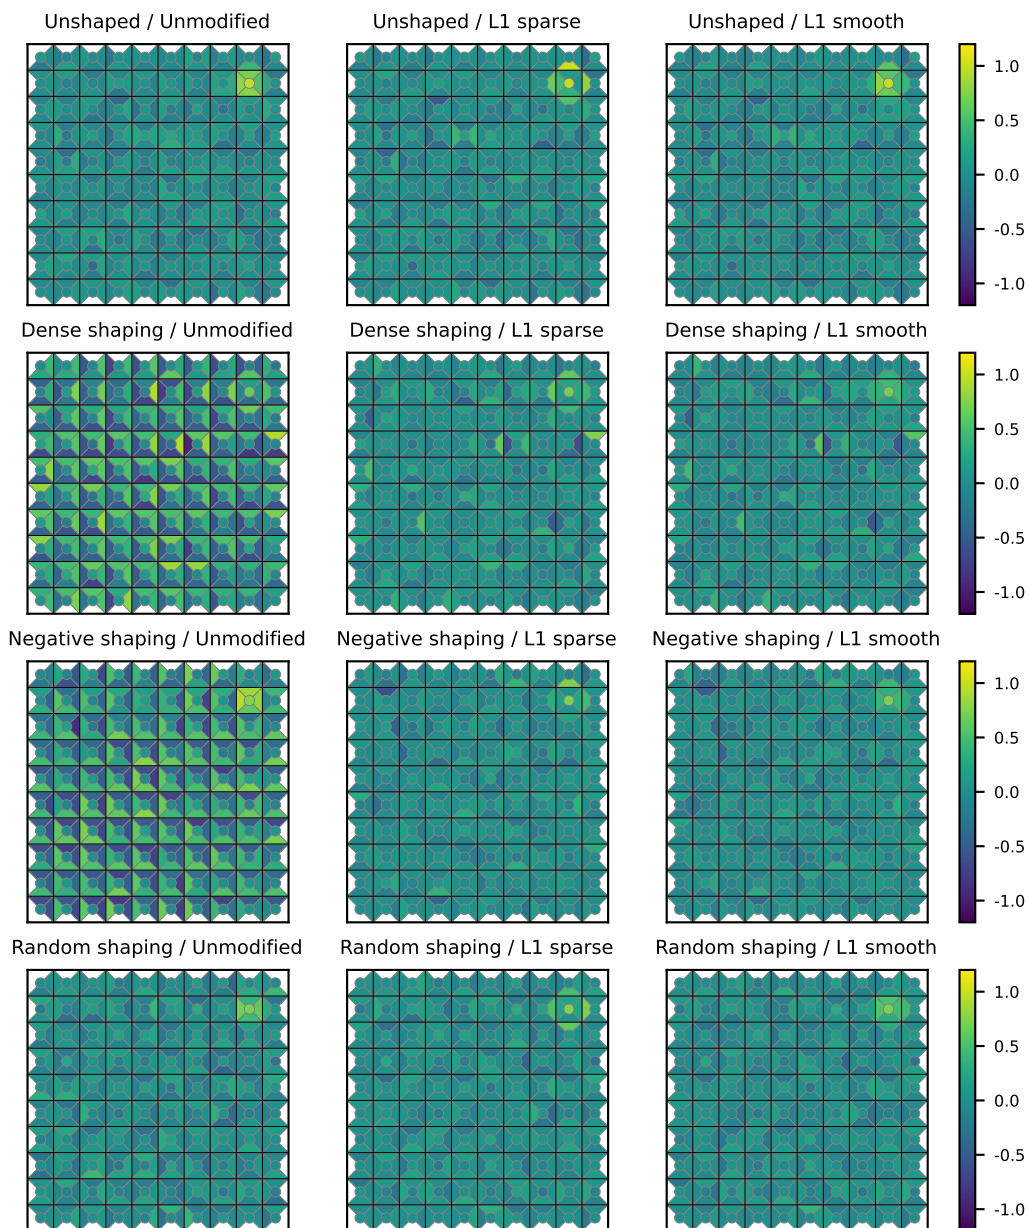 Unshaped / Unmodified
Unshaped / L1 sparse
Unshaped / L1 smooth
1.0
0.5
0.0
-0.5
-1.0
Dense shaping / Unmodified
Dense shaping / L1 sparse
Dense shaping / L1 smooth
1.0
0.5
0.0
-0.5
-1.0
Negative shaping / Unmodified
Negative shaping / L1 sparse
Negative shaping / L1 smooth
1.0
0.5
0.0
-0.5
-1.0
Random shaping / Unmodified
Random shaping / L1 sparse
Random shaping / L1 smooth
1.0
0.5
0.0
-0.5
-1.0